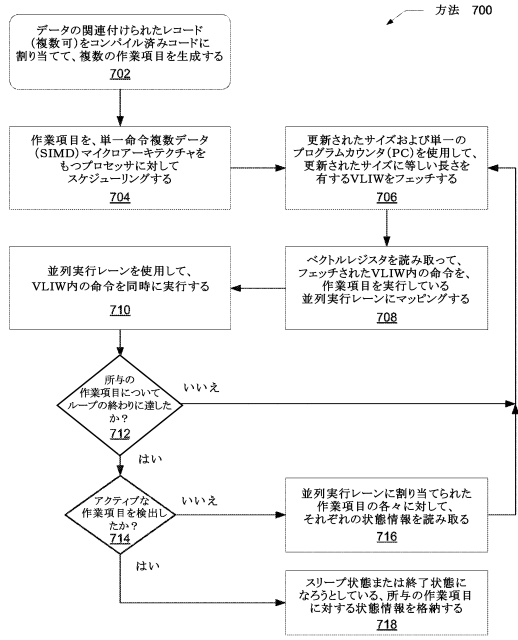 方法 700
データの関連付けられたレコード
(複数可)をコンパイル済みコードに
割り当てて、複数の作業項目を生成する
702
作業項目を、単一命令複数データ
(SIMD)マイクロアーキテクチャを
もつプロセッサに対して
スケジューリングする
704
更新されたサイズおよび単一の
プログラムカウンタ(PC)を使用して、
更新されたサイズに等しい長さを
有するVLIWをフェッチする
706
ベクトルレジスタを読み取って、
フェッチされたVLIW内の命令を、
作業項目を実行している
並列実行レーンにマッピングする
708
並列実行レーンを使用して、
VLIW内の命令を同時に実行する
710
所与の
作業項目について
ループの終わりに達した
か?
712
いいえ
はい
アクティブな
作業項目を検出し
たか?
714
いいえ
はい
並列実行レーンに割り当てられた
作業項目の各々に対して、
それぞれの状態情報を読み取る
716
スリープ状態または終了状態に
なろうとしている、所与の作業項目
に対する状態情報を格納する
718